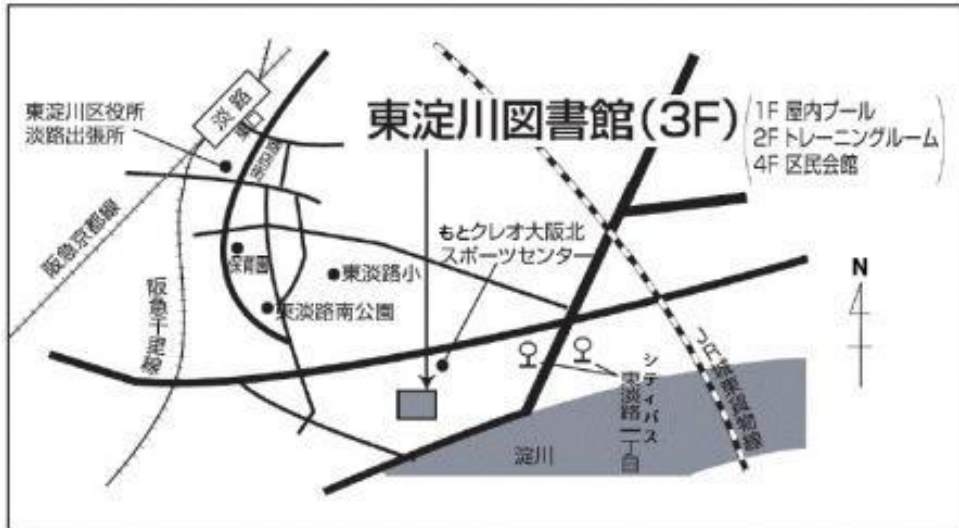 東淀川区役所
淡路出張所
淡路
東淀川図書館(3F)
1F 屋内プール
2F トレーニングルーム
4F 区民会館
阪急京都線
阪急千里線
保育園
東淡路小
東淡路南公園
もとクレオ大阪北
スポーツセンター
N
シティバス
東淡路一丁目
JR城東貨物線
淀川